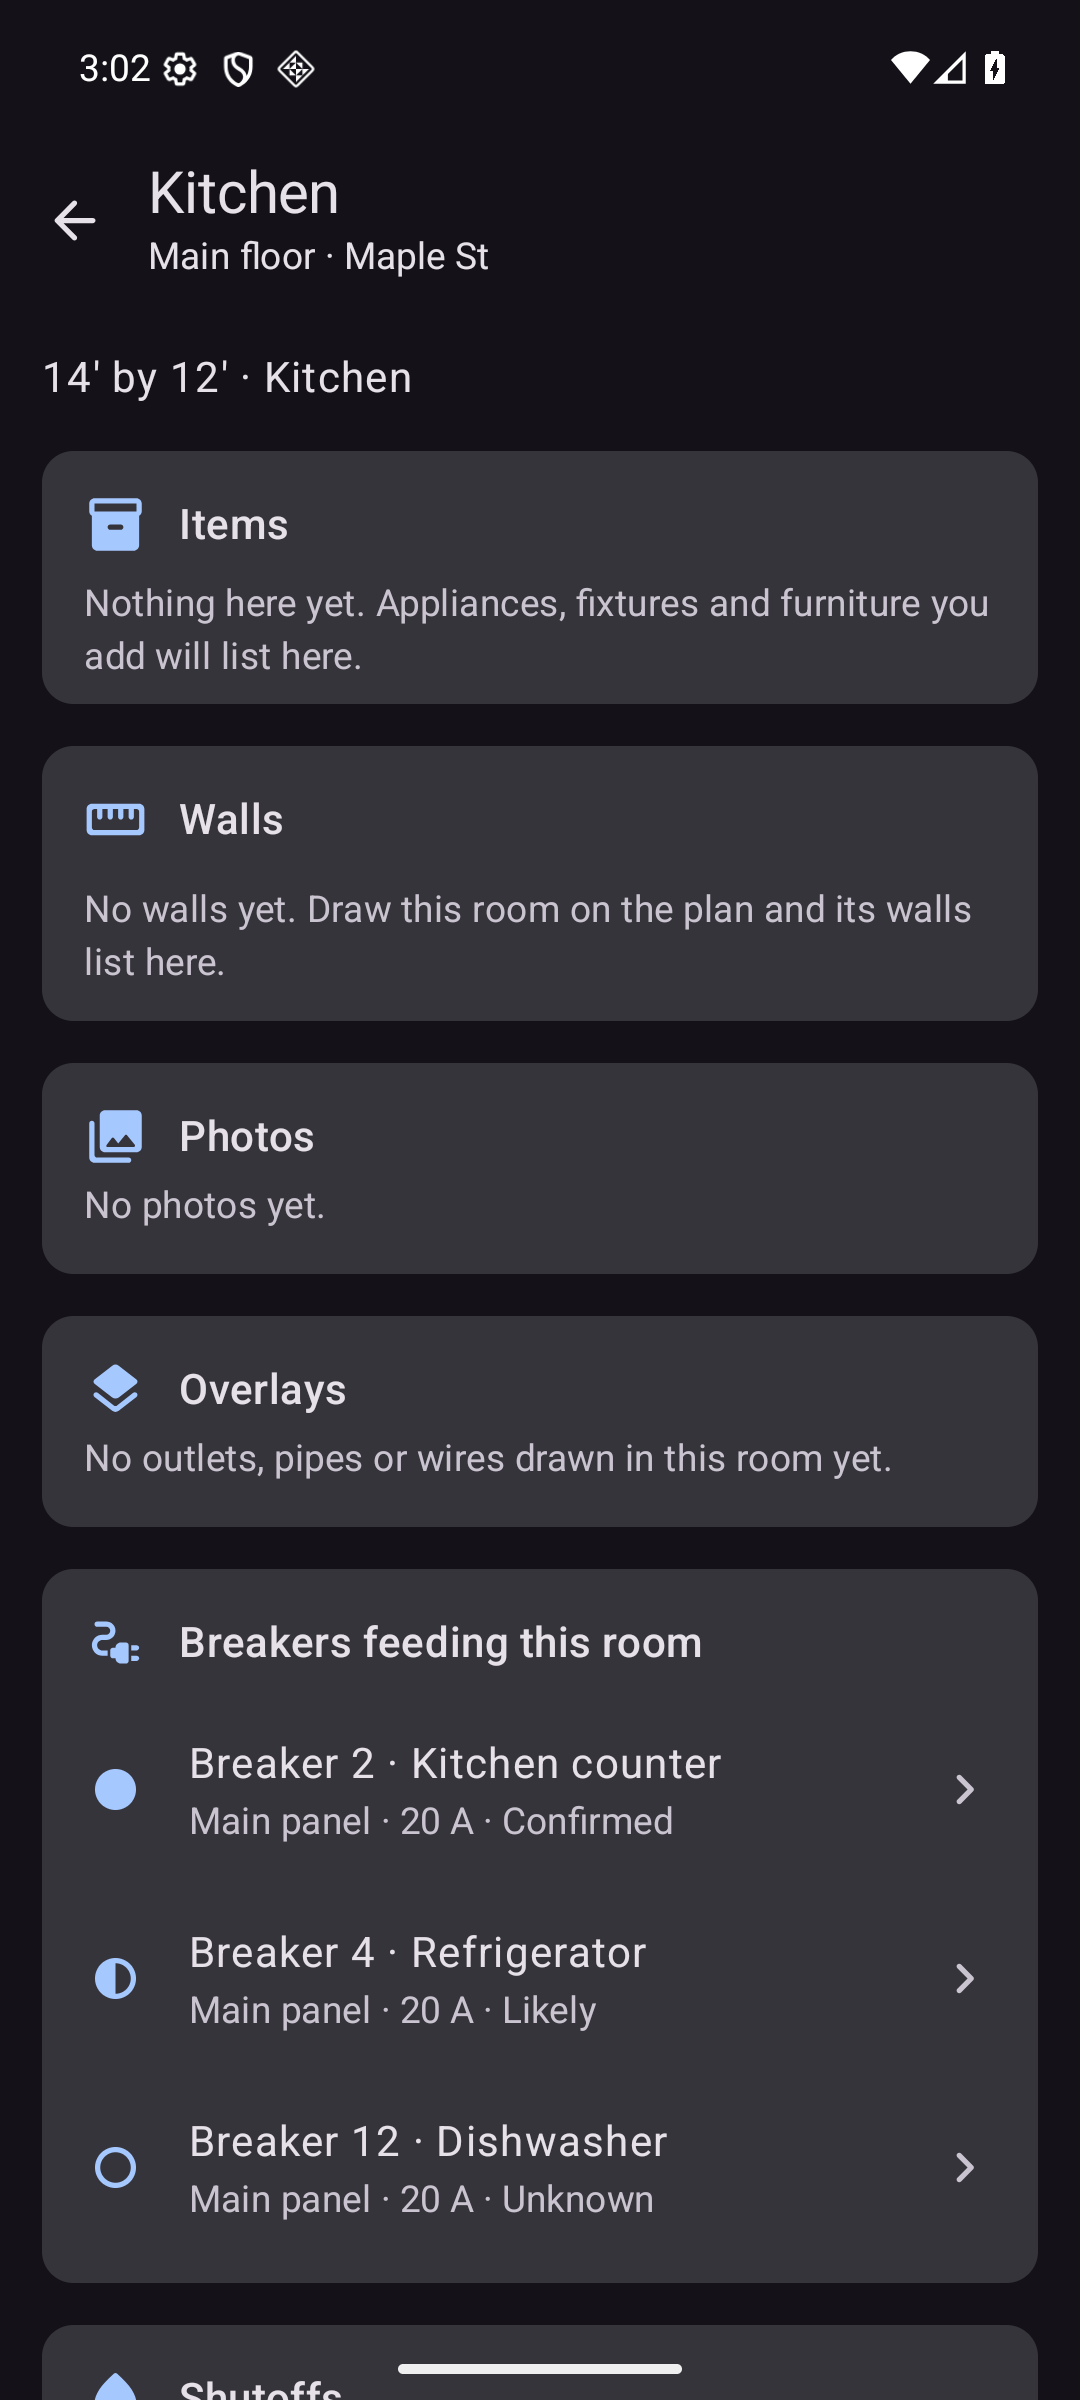 3:02
Kitchen
Main floor · Maple St
14' by 12' · Kitchen
Items
Nothing here yet. Appliances, fixtures and furniture you
add will list here.
Walls
No walls yet. Draw this room on the plan and its walls
list here.
Photos
No photos yet.
Overlays
No outlets, pipes or wires drawn in this room yet.
Breakers feeding this room
Breaker 2 · Kitchen counter
Main panel · 20 A · Confirmed
Breaker 4 · Refrigerator
Main panel · 20 A · Likely
Breaker 12 · Dishwasher
Main panel · 20 A · Unknown
Shutoffs